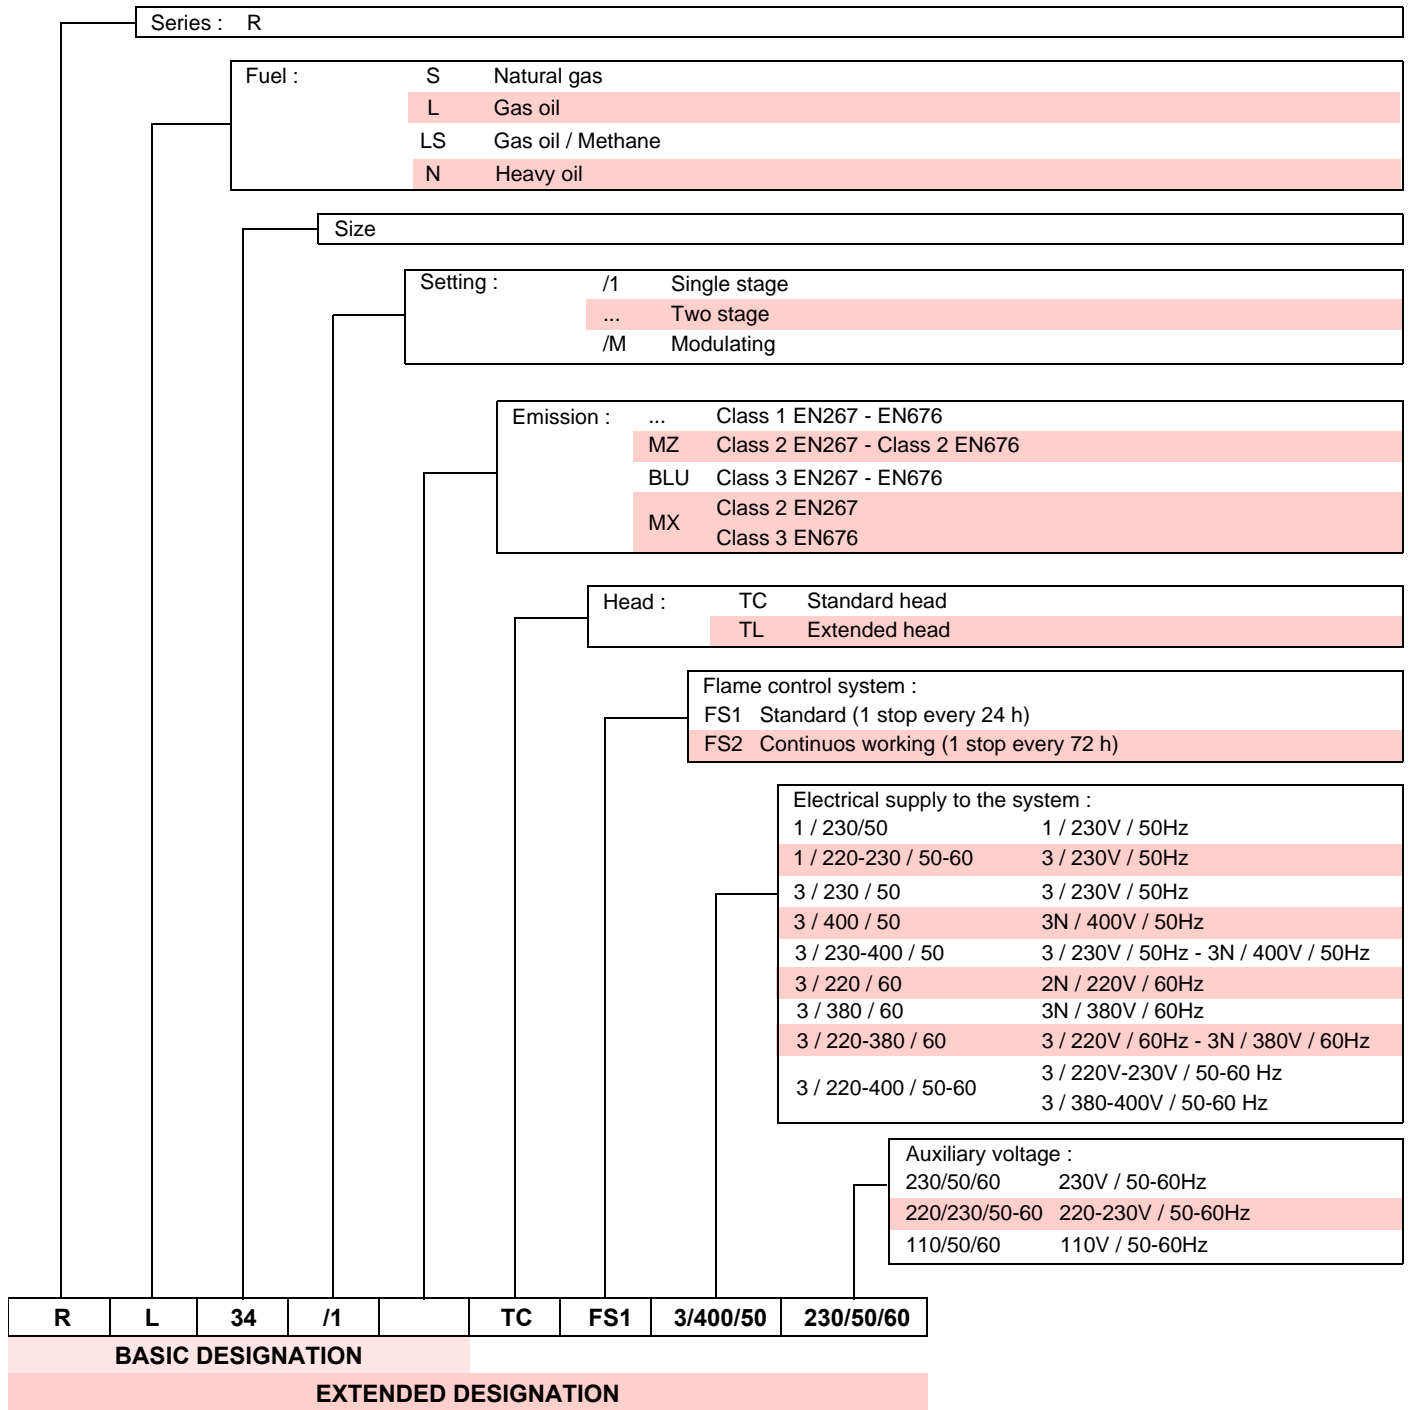 Series : R
Fuel : S Natural gas
L Gas oil
LS Gas oil / Methane
N Heavy oil
Size
Setting : /1 Single stage
... Two stage
/M Modulating
Emission : ... Class 1 EN267 - EN676
MZ Class 2 EN267 - Class 2 EN676
BLU Class 3 EN267 - EN676
MX Class 2 EN267
Class 3 EN676
Head : TC Standard head
TL Extended head
Flame control system :
FS1 Standard (1 stop every 24 h)
FS2 Continuos working (1 stop every 72 h)
Electrical supply to the system :
1 / 230/50 1 / 230V / 50Hz
1 / 220-230 / 50-60 3 / 230V / 50Hz
3 / 230 / 50 3 / 230V / 50Hz
3 / 400 / 50 3N / 400V / 50Hz
3 / 230-400 / 50 3 / 230V / 50Hz - 3N / 400V / 50Hz
3 / 220 / 60 2N / 220V / 60Hz
3 / 380 / 60 3N / 380V / 60Hz
3 / 220-380 / 60 3 / 220V / 60Hz - 3N / 380V / 60Hz
3 / 220-400 / 50-60 3 / 220V-230V / 50-60 Hz
3 / 380-400V / 50-60 Hz
Auxiliary voltage :
230/50/60 230V / 50-60Hz
220/230/50-60 220-230V / 50-60Hz
110/50/60 110V / 50-60Hz
R L 34 /1 TC FS1 3/400/50 230/50/60
BASIC DESIGNATION
EXTENDED DESIGNATION